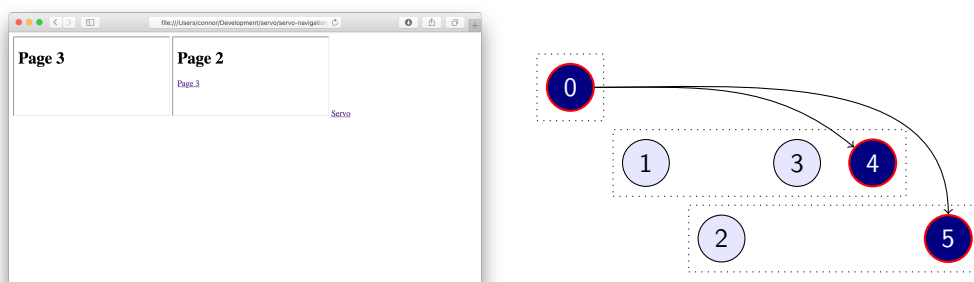 file:///Users/connor/Development/servo/servo-navigation
Page 3
Page 2
Page 3
Servo
0
1
3
4
2
5